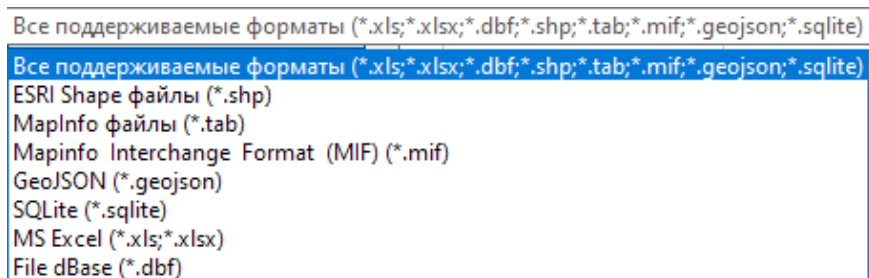 Все поддерживаемые форматы (*.xls;*.xlsx;*.dbf;*.shp;*.tab;*.mif;*.geojson;*.sqlite)
Все поддерживаемые форматы (*.xls;*.xlsx;*.dbf;*.shp;*.tab;*.mif;*.geojson;*.sqlite)
ESRI Shape файлы (*.shp)
MapInfo файлы (*.tab)
Mapinfo Interchange Format (MIF) (*.mif)
GeoJSON (*.geojson)
SQLite (*.sqlite)
MS Excel (*.xls;*.xlsx)
File dBase (*.dbf)